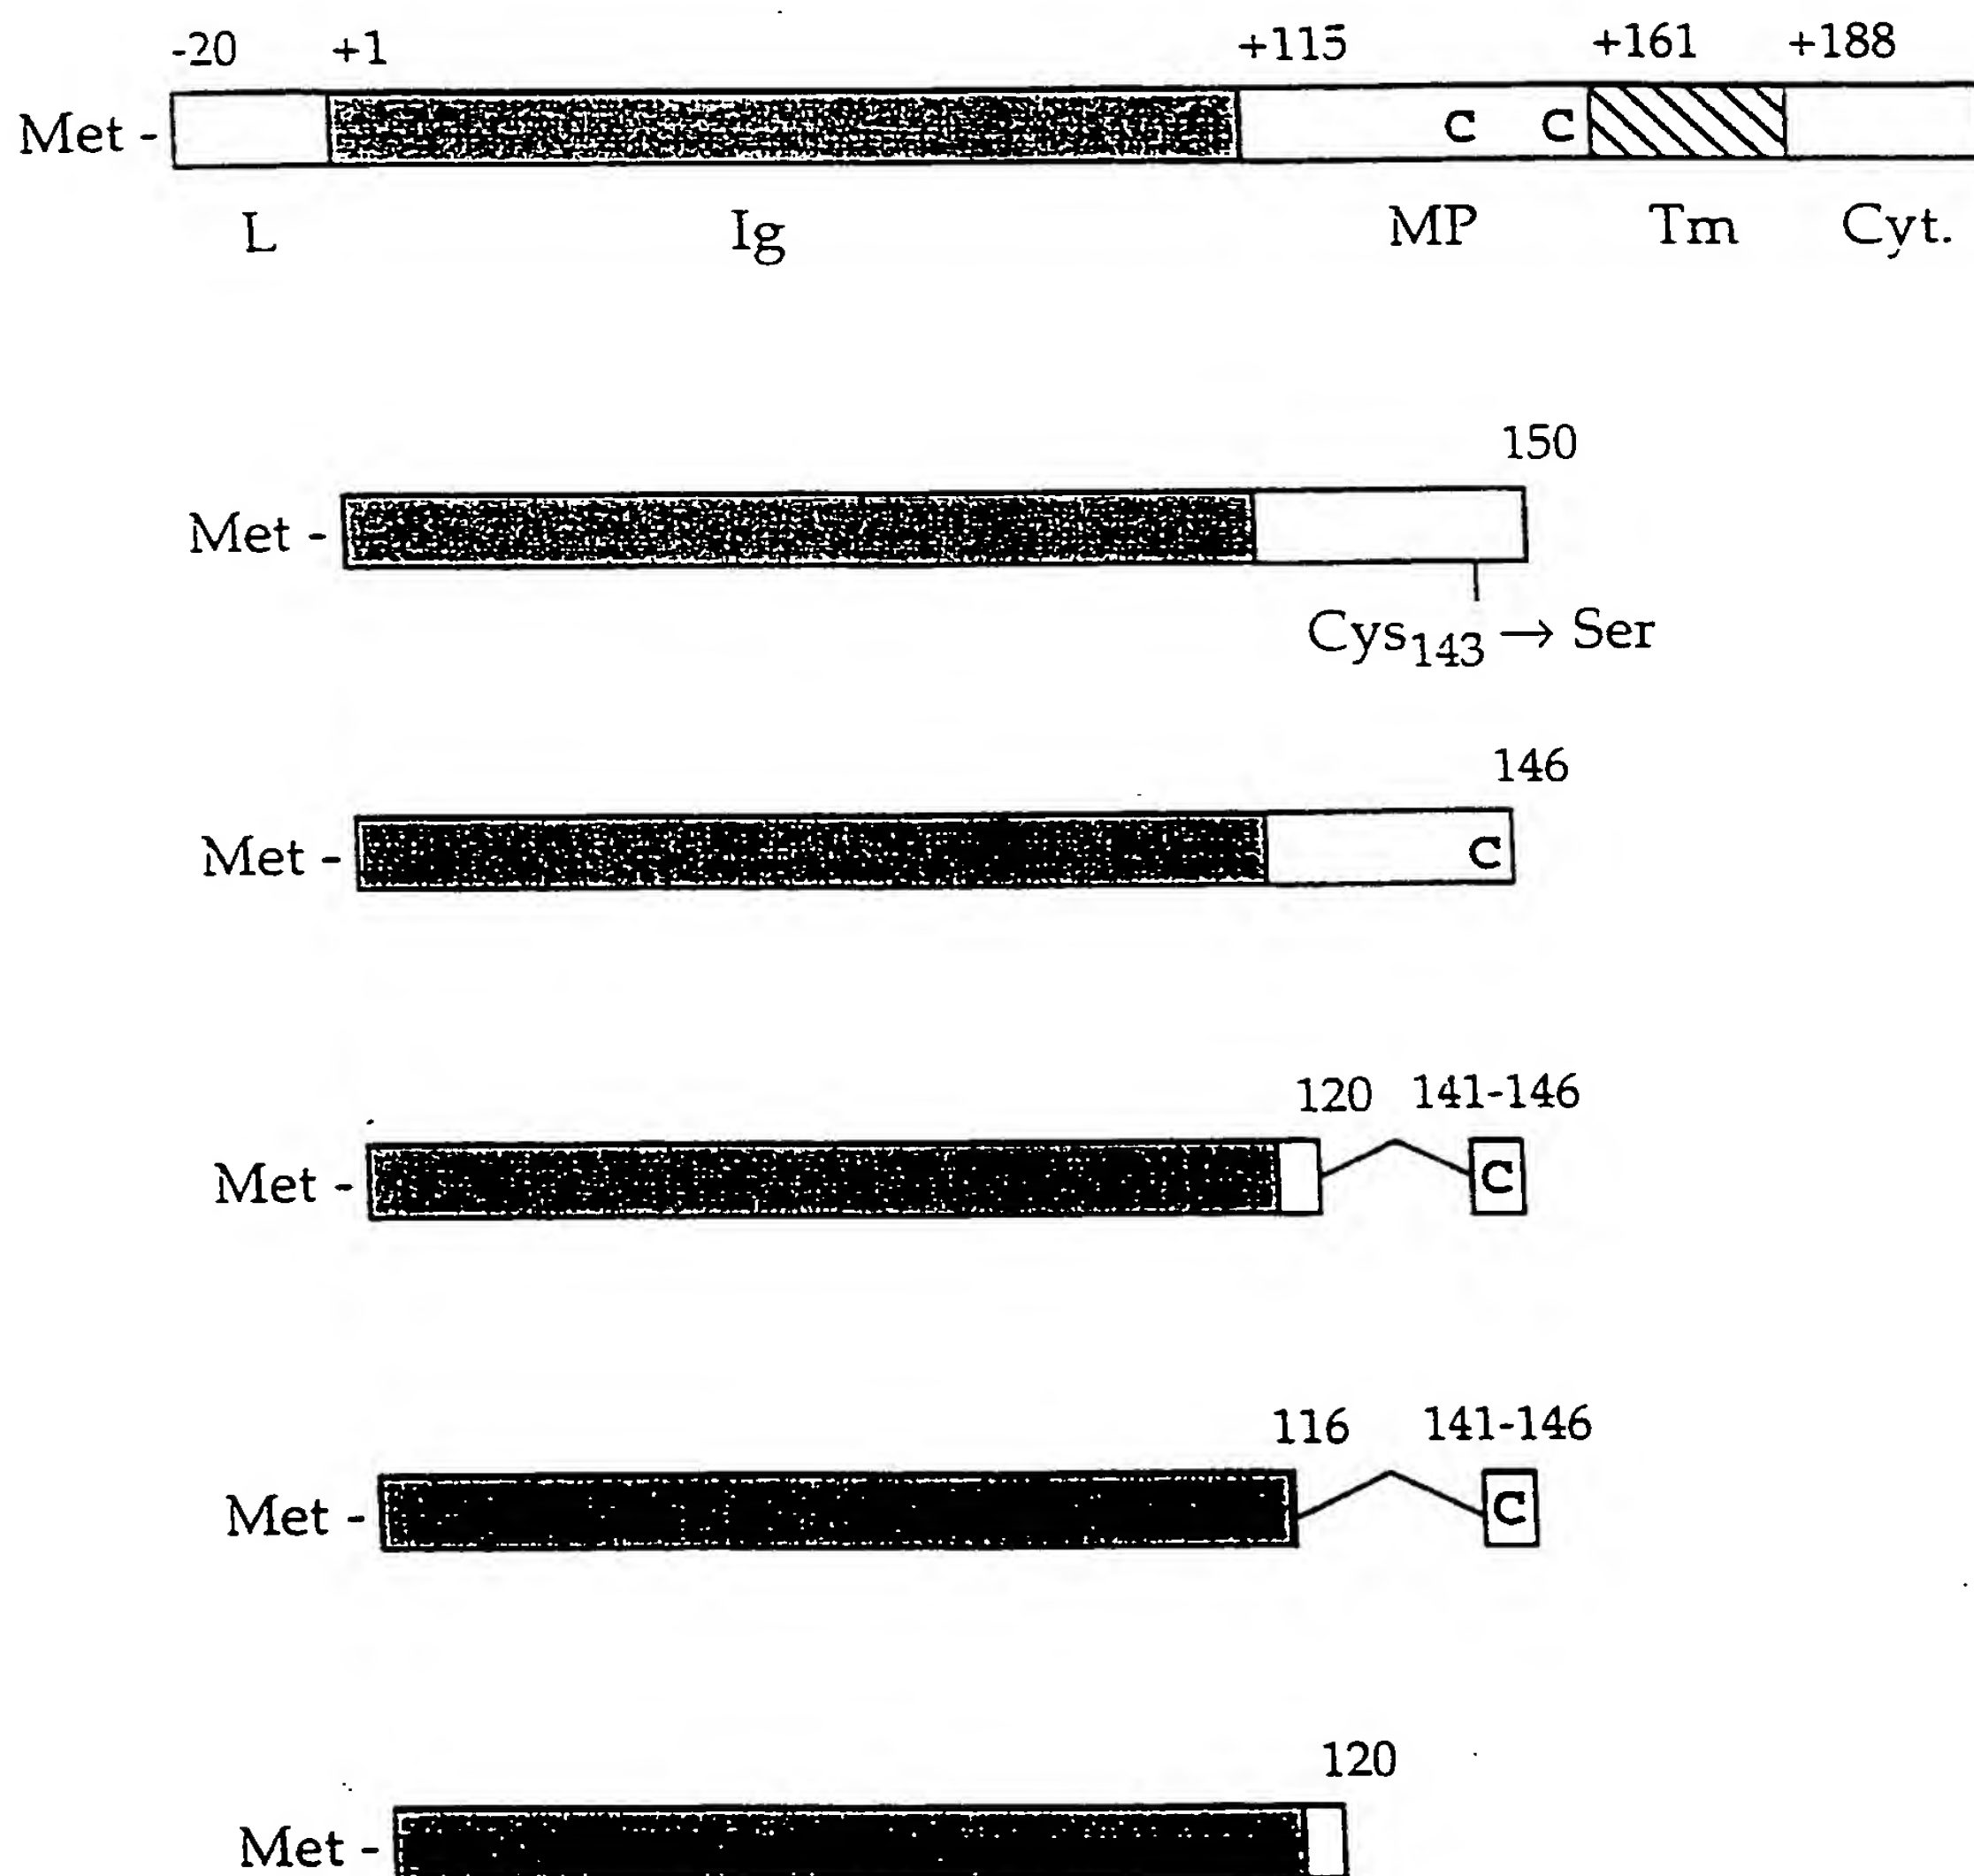 -20 +1 +115 +161 +188
Met - C C
L Ig MP Tm Cyt.
150
Met -
Cys143 → Ser
146
Met - C
120 141-146
Met - C
116 141-146
Met - C
120
Met -